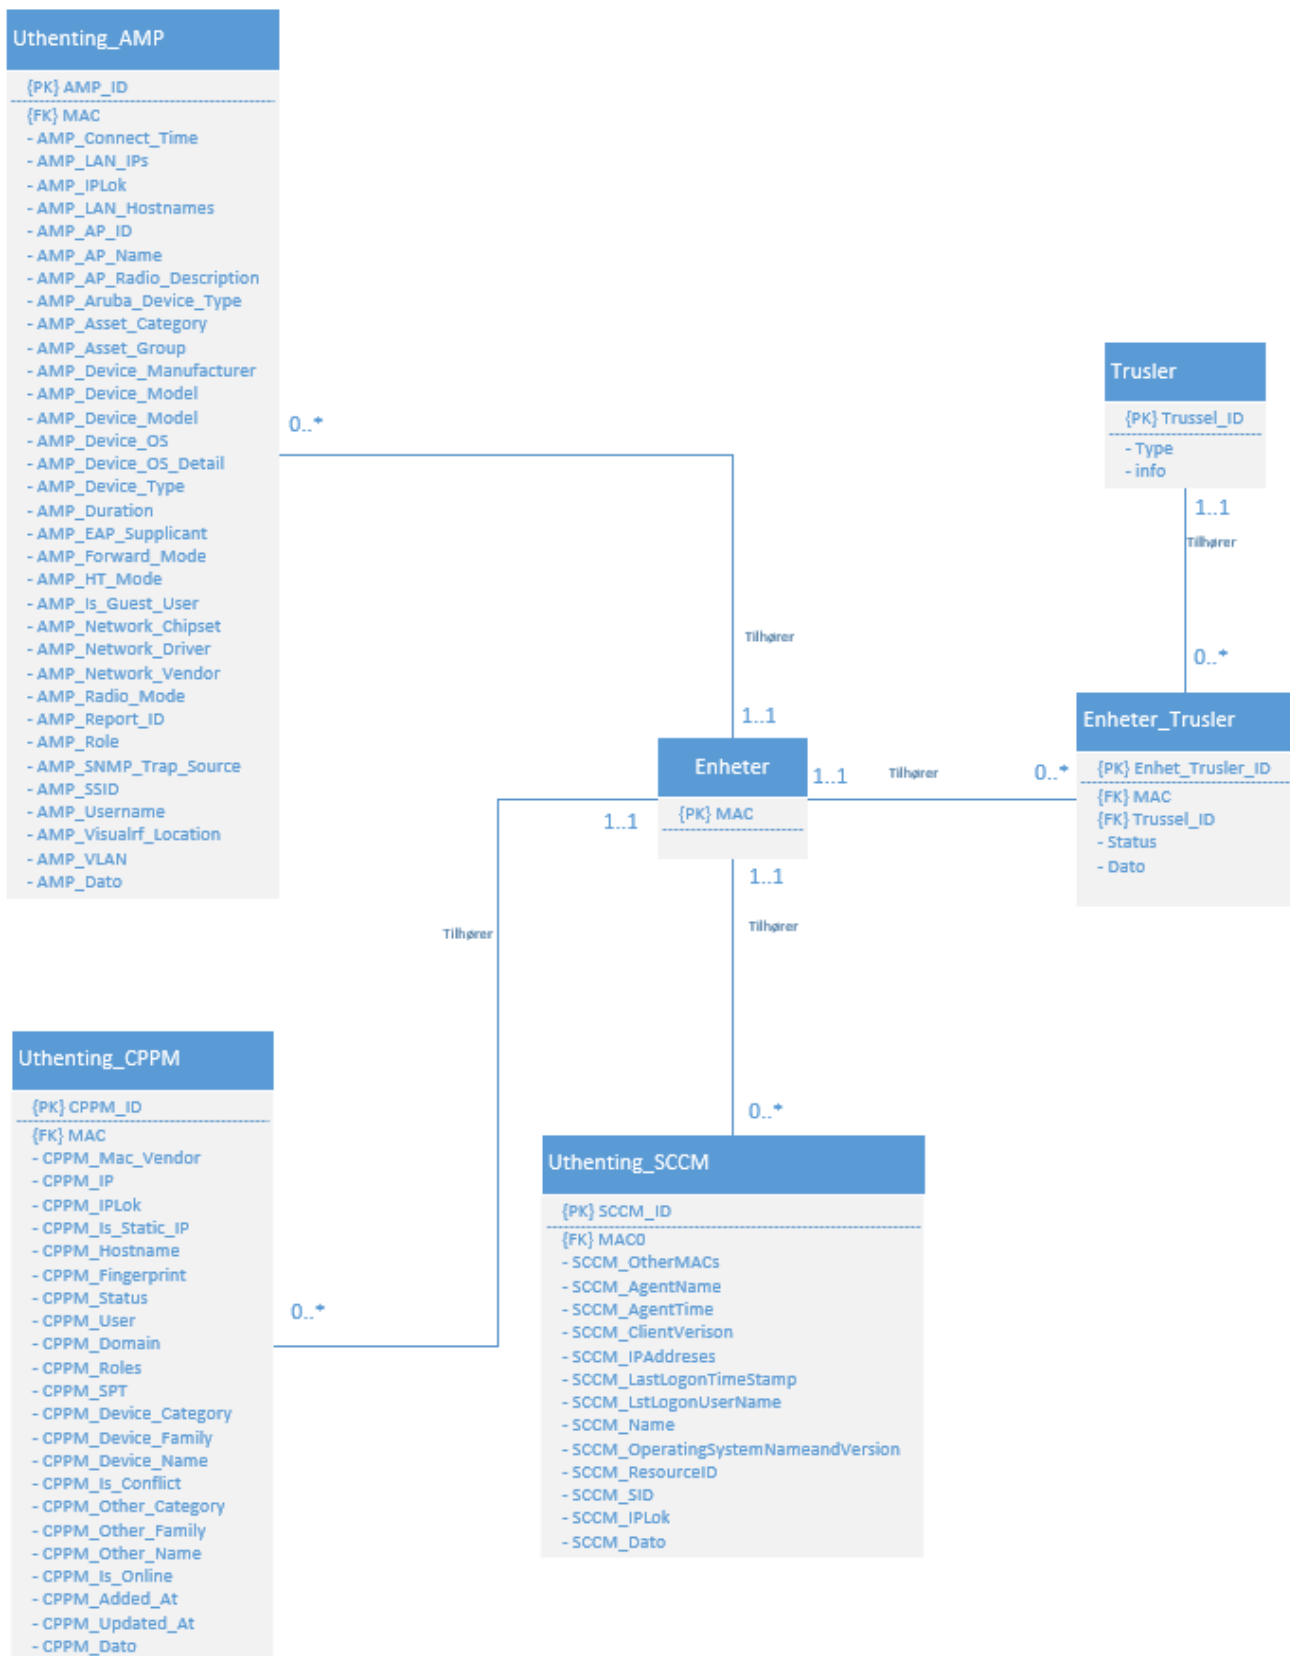 Uthenting_AMP
{PK} AMP_ID
{FK} MAC
- AMP_Connect_Time
- AMP_LAN_IPs
- AMP_IPLok
- AMP_LAN_Hostnames
- AMP_AP_ID
- AMP_AP_Name
- AMP_AP_Radio_Description
- AMP_Aruba_Device_Type
- AMP_Asset_Category
- AMP_Asset_Group
- AMP_Device_Manufacturer
- AMP_Device_Model
- AMP_Device_Model
- AMP_Device_OS
- AMP_Device_OS_Detail
- AMP_Device_Type
- AMP_Duration
- AMP_EAP_Supplicant
- AMP_Forward_Mode
- AMP_HT_Mode
- AMP_Is_Guest_User
- AMP_Network_Chipset
- AMP_Network_Driver
- AMP_Network_Vendor
- AMP_Radio_Mode
- AMP_Report_ID
- AMP_Role
- AMP_SNMP_Trap_Source
- AMP_SSID
- AMP_Username
- AMP_Visualrf_Location
- AMP_VLAN
- AMP_Dato
0..*
Tilhører
1..1
Trusler
{PK} Trussel_ID
- Type
- info
1..1
Tilhører
0..*
Enheter
{PK} MAC
1..1
Tilhører
0..*
Enheter_Trusler
{PK} Enhet_Trusler_ID
{FK} MAC
{FK} Trussel_ID
- Status
- Dato
1..1
Tilhører
0..*
1..1
Tilhører
0..*
Uthenting_CPPM
{PK} CPPM_ID
{FK} MAC
- CPPM_Mac_Vendor
- CPPM_IP
- CPPM_IPLok
- CPPM_Is_Static_IP
- CPPM_Hostname
- CPPM_Fingerprint
- CPPM_Status
- CPPM_User
- CPPM_Domain
- CPPM_Roles
- CPPM_SPT
- CPPM_Device_Category
- CPPM_Device_Family
- CPPM_Device_Name
- CPPM_Is_Conflict
- CPPM_Other_Category
- CPPM_Other_Family
- CPPM_Other_Name
- CPPM_Is_Online
- CPPM_Added_At
- CPPM_Updated_At
- CPPM_Dato
Uthenting_SCCM
{PK} SCCM_ID
{FK} MAC0
- SCCM_OtherMACs
- SCCM_AgentName
- SCCM_AgentTime
- SCCM_ClientVerison
- SCCM_IPAddreses
- SCCM_LastLogonTimeStamp
- SCCM_LstLogonUserName
- SCCM_Name
- SCCM_OperatingSystemNameandVersion
- SCCM_ResourceID
- SCCM_SID
- SCCM_IPLok
- SCCM_Dato